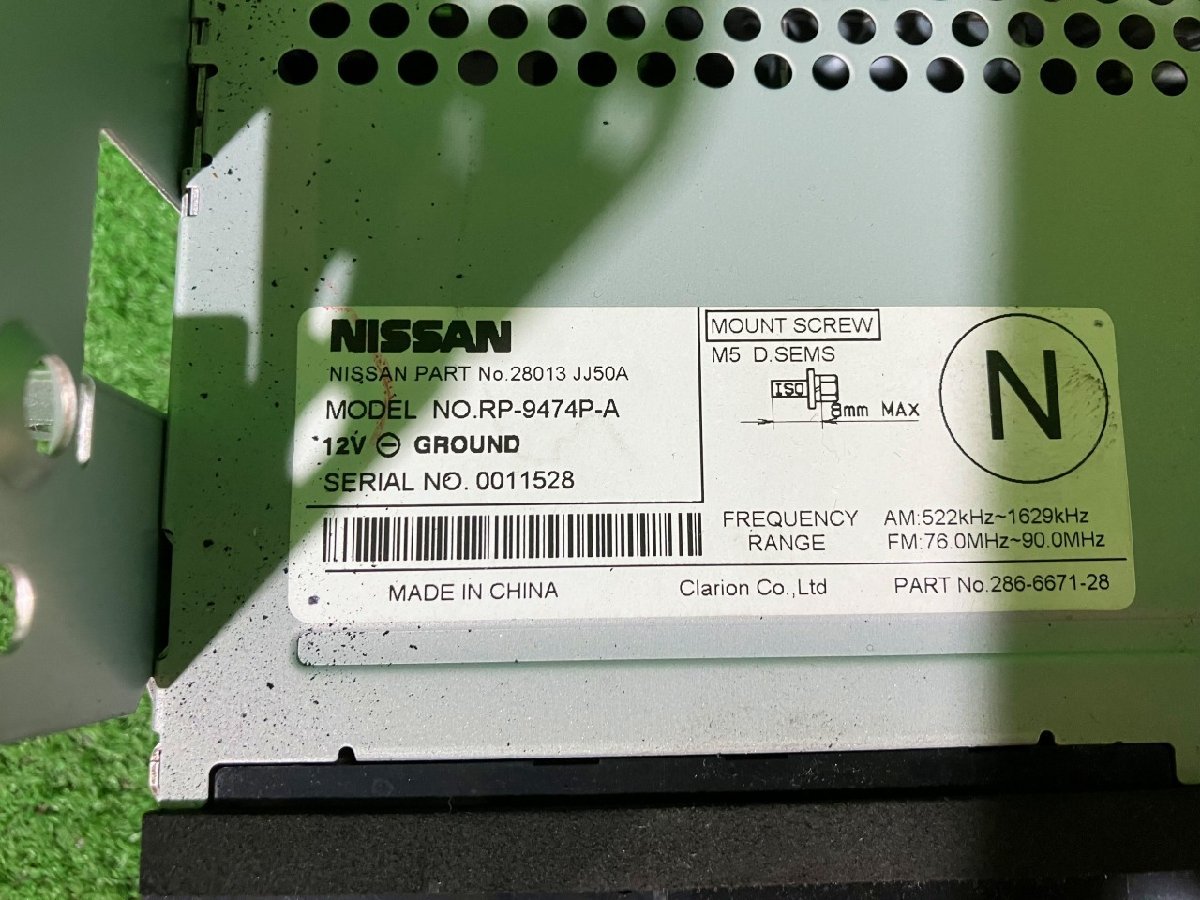 NISSAN
NISSAN PART No.28013 JJ50A
MODEL NO.RP-9474P-A
12V ⊖ GROUND
SERIAL NO. 0011528
MOUNT SCREW
M5 D.SEMS
ISO
8mm MAX
N
FREQUENCY RANGE
AM:522kHz~1629kHz
FM:76.0MHz~90.0MHz
MADE IN CHINA
Clarion Co.,Ltd
PART No.286-6671-28